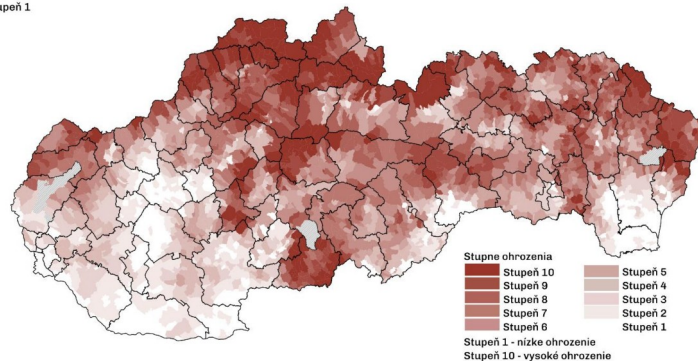 upeň 1
Stupne ohrozenia
Stupeň 10
Stupeň 9
Stupeň 8
Stupeň 7
Stupeň 6
Stupeň 5
Stupeň 4
Stupeň 3
Stupeň 2
Stupeň 1
Stupeň 1 - nízke ohrozenie
Stupeň 10 - vysoké ohrozenie